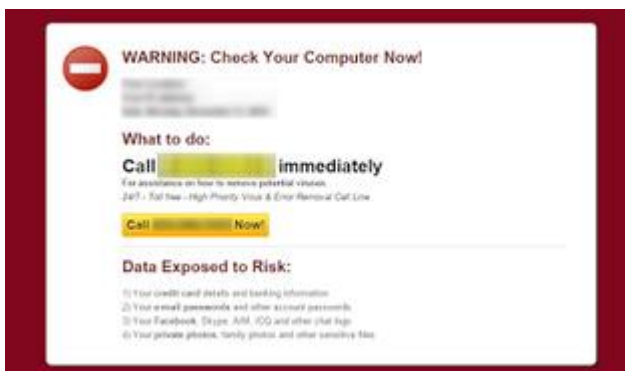 WARNING: Check Your Computer Now!
What to do:
Call immediately
For assistance on how to remove potential viruses.
24/7 - Toll free - High Priority Virus & Error Removal Call Line
Call Now!
Data Exposed to Risk:
1) Your credit card details and banking information
2) Your e-mail passwords and other account passwords
3) Your Facebook, Skype, AIM, ICQ and other chat logs
4) Your private photos, family photos and other sensitive files